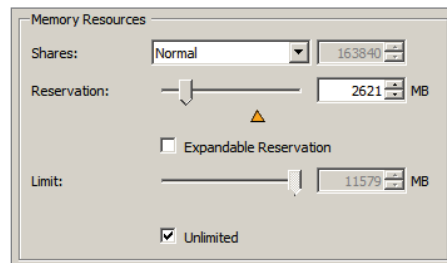 Memory Resources
Shares: Normal 163840
Reservation: 2621 MB
Expandable Reservation
Limit: 11579 MB
Unlimited